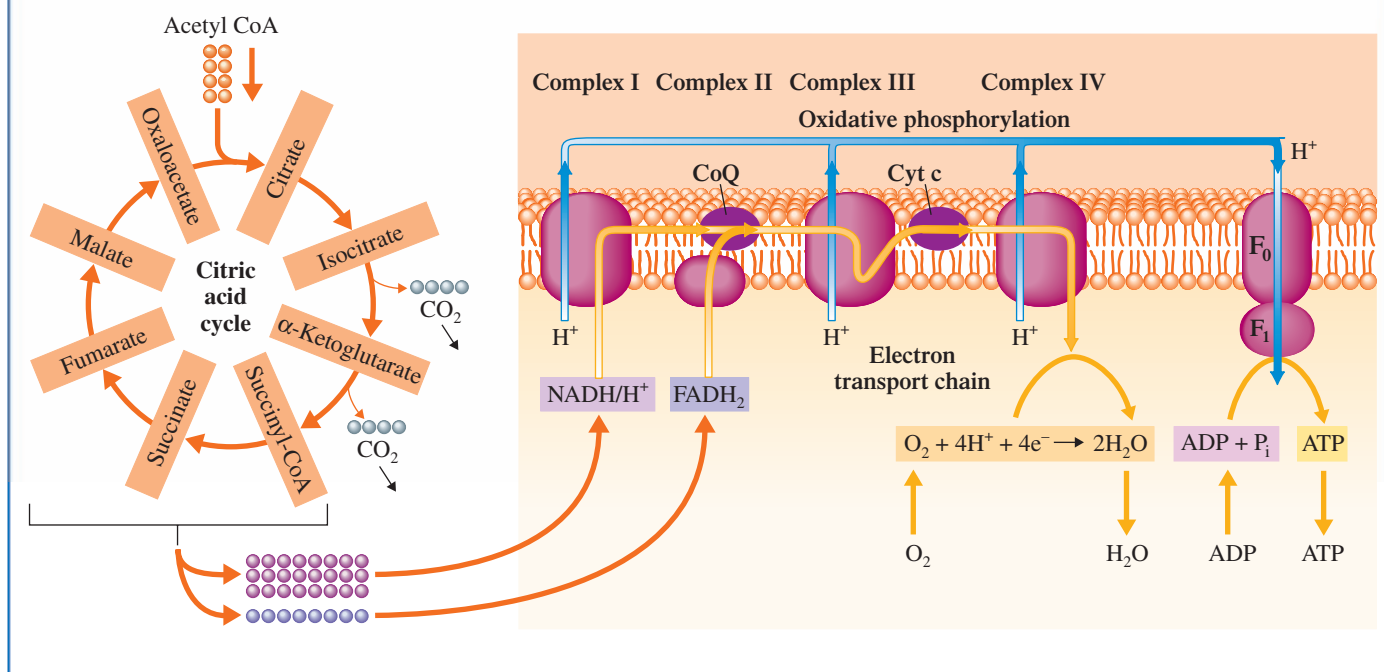 Acetyl CoA
Oxaloacetate
Citrate
Isocitrate
CO₂
α-Ketoglutarate
CO₂
Succinyl-CoA
Succinate
Fumarate
Malate
Citric
acid
cycle
Complex I
Complex II
Complex III
Complex IV
Oxidative phosphorylation
H⁺
CoQ
Cyt c
F₀
F₁
H⁺
H⁺
H⁺
Electron
transport chain
NADH/H⁺
FADH₂
O₂ + 4H⁺ + 4e⁻ → 2H₂O
ADP + Pᵢ
ATP
O₂
H₂O
ADP
ATP